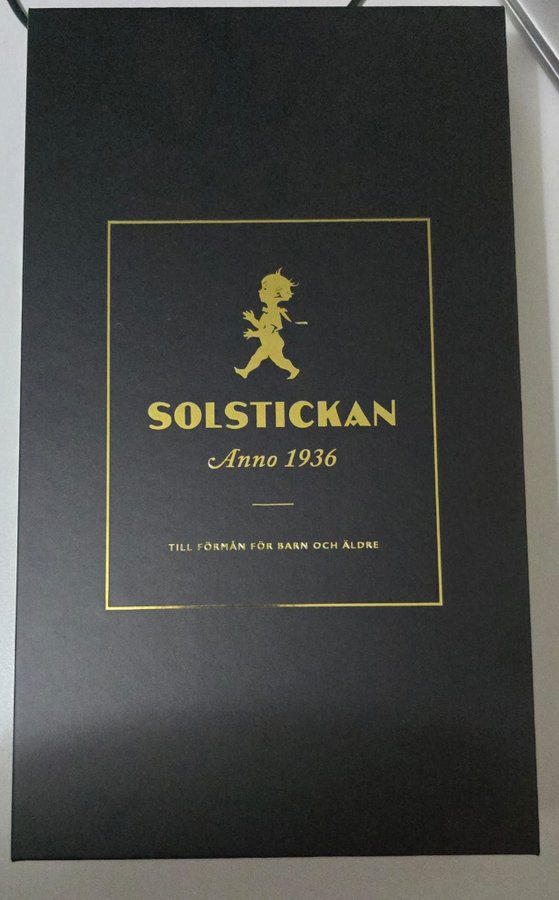 SOLSTICKAN
Anno 1936
TILL FÖRMÅN FÖR BARN OCH ÄLDRE